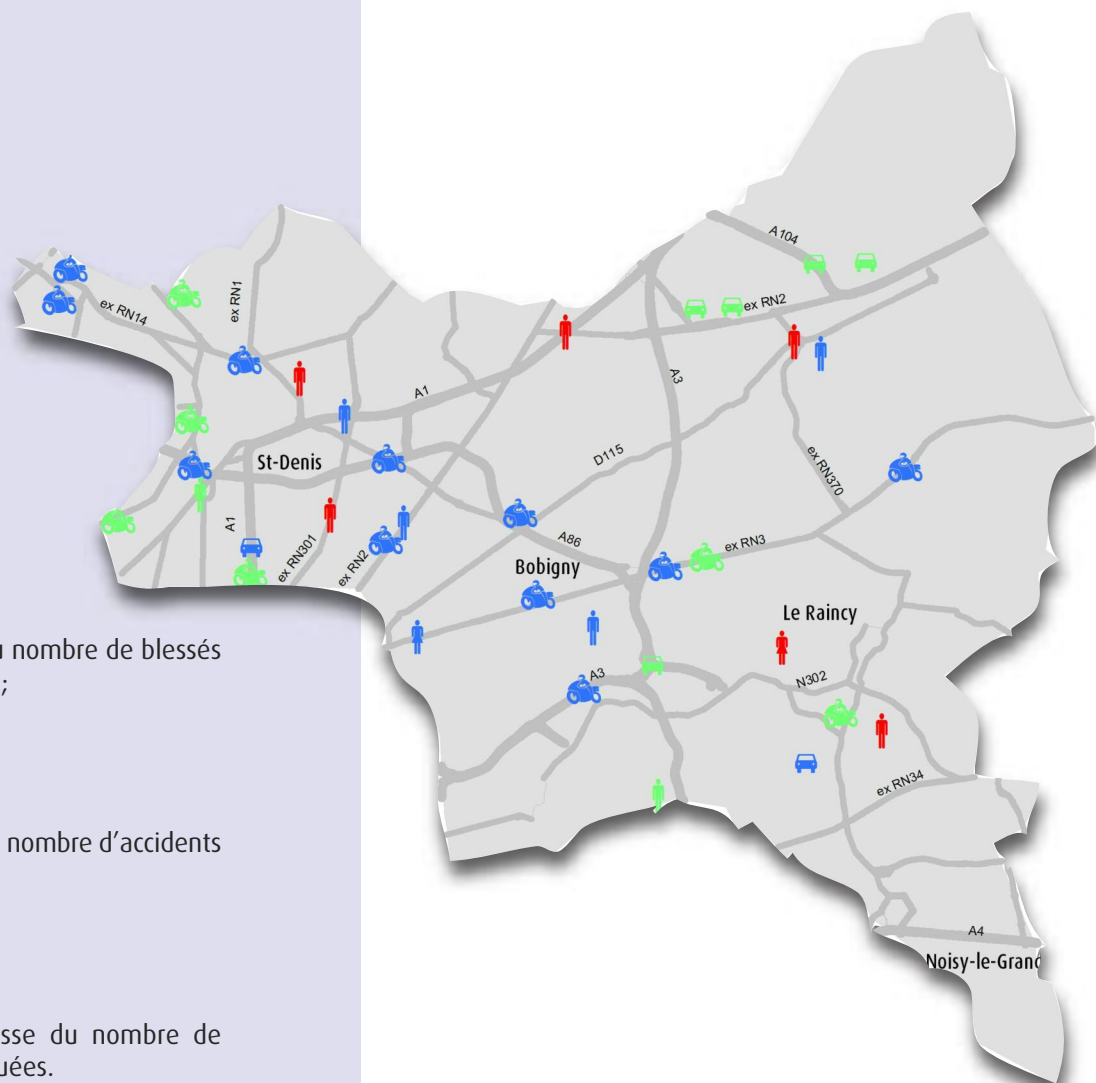 A104
ex RN2
ex RN1
ex RN14
A3
A1
D115
St-Denis
ex RN370
A1
ex RN301
ex RN2
A86
ex RN3
Bobigny
Le Raincy
u nombre de blessés
;
A3
N302
ex RN34
nombre d'accidents
A4
Noisy-le-Grand
sse du nombre de
uées.